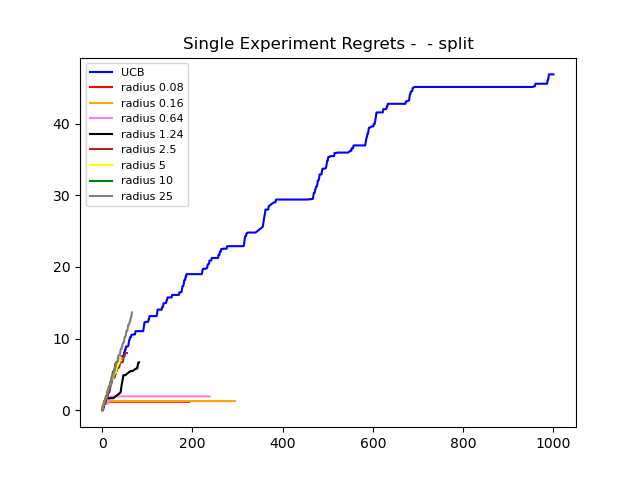 Single Experiment Regrets -  - split
UCB
radius 0.08
radius 0.16
radius 0.64
radius 1.24
radius 2.5
radius 5
radius 10
radius 25
40
30
20
10
0
0 200 400 600 800 1000